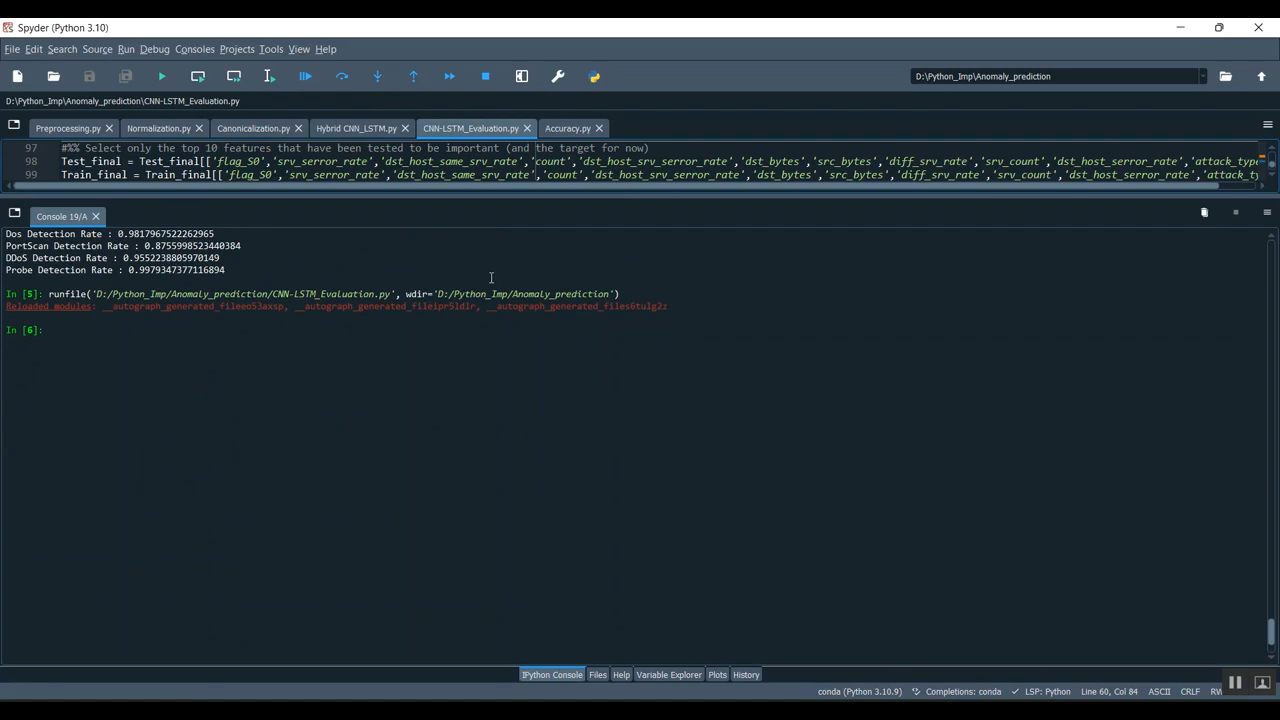 Spyder (Python 3.10)
File Edit Search Source Run Debug Consoles Projects Tools View Help
D:\Python_Imp\Anomaly_prediction
D:\Python_Imp\Anomaly_prediction\CNN-LSTM_Evaluation.py
Preprocessing.py Normalization.py Canonicalization.py Hybrid CNN_LSTM.py CNN-LSTM_Evaluation.py Accuracy.py
97 #%% Select only the top 10 features that have been tested to be important (and the target for now)
98 Test_final = Test_final[['flag_S0','srv_serror_rate','dst_host_same_srv_rate','count','dst_host_srv_serror_rate','dst_bytes','src_bytes','diff_srv_rate','srv_count','dst_host_serror_rate','attack_type
99 Train_final = Train_final[['flag_S0','srv_serror_rate','dst_host_same_srv_rate','count','dst_host_srv_serror_rate','dst_bytes','src_bytes','diff_srv_rate','srv_count','dst_host_serror_rate','attack_ty
Console 19/A
Dos Detection Rate : 0.9817967522262965
PortScan Detection Rate : 0.8755998523440384
DDoS Detection Rate : 0.9552238805970149
Probe Detection Rate : 0.9979347377116894
In [5]: runfile('D:/Python_Imp/Anomaly_prediction/CNN-LSTM_Evaluation.py', wdir='D:/Python_Imp/Anomaly_prediction')
Reloaded modules: __autograph_generated_fileeo53axsp, __autograph_generated_fileipr5ldlr, __autograph_generated_files6tulg2z
In [6]:
IPython Console Files Help Variable Explorer Plots History
conda (Python 3.10.9) Completions: conda LSP: Python Line 60, Col 84 ASCII CRLF RW